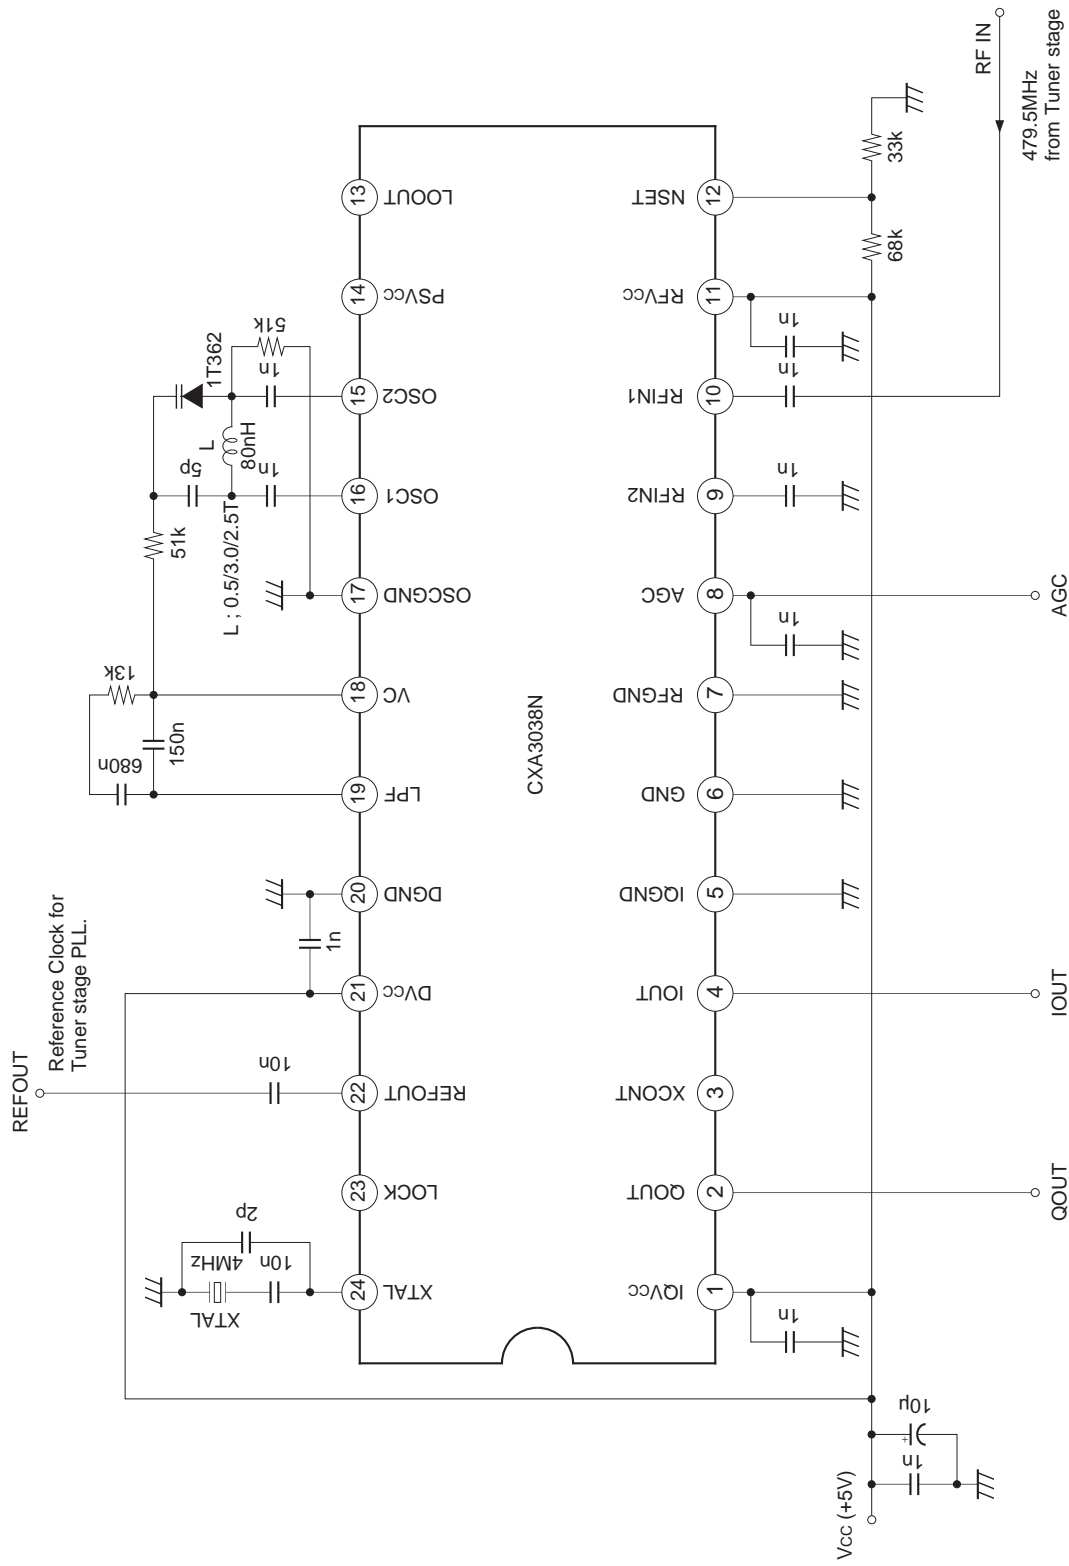 REFOUT
Reference Clock for
Tuner stage PLL.
XTAL
4MHz
10n
2p
10n
1n
680n
150n
13k
51k
5p
L
80nH
1n
L ; 0.5/3.0/2.5T
1T362
1n
51k
24
XTAL
23
LOCK
22
REFOUT
21
DVCC
20
DGND
19
LPF
18
VC
17
OSCGND
16
OSC1
15
OSC2
14
PSVCC
13
LOOUT
CXA3038N
IQVCC
1
QOUT
2
XCONT
3
IOUT
4
IQGND
5
GND
6
RFGND
7
AGC
8
RFIN2
9
RFIN1
10
RFVCC
11
NSET
12
1n
1n
1n
1n
1n
68k
33k
VCC (+5V)
1n
10µ
+
QOUT
IOUT
AGC
RF IN
479.5MHz
from Tuner stage